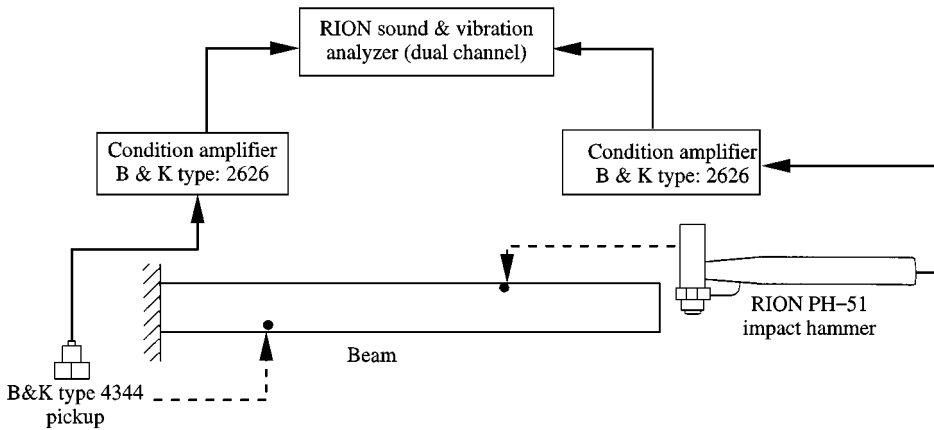 RION sound & vibration
analyzer (dual channel)
Condition amplifier
B & K type: 2626
Condition amplifier
B & K type: 2626
RION PH−51
impact hammer
Beam
B&K type 4344
pickup